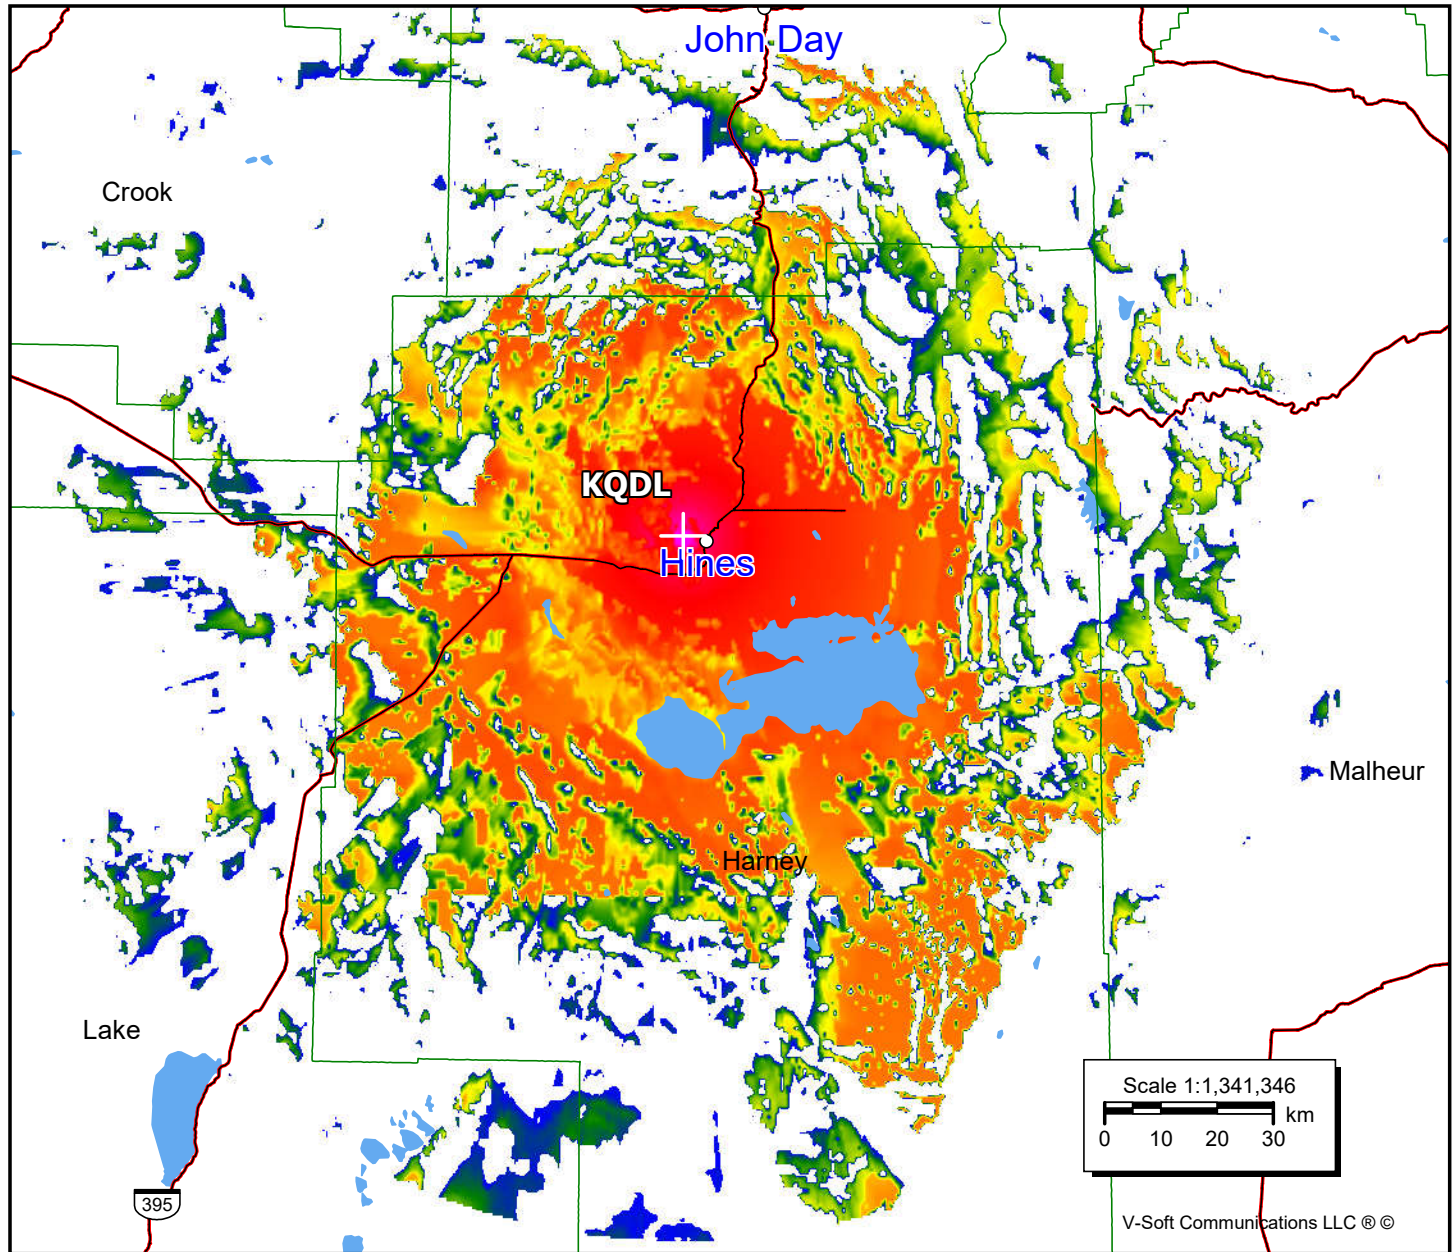 John Day
Crook
KQDL
Hines
Malheur
Harney
Lake
Scale 1:1,341,346
km
0 10 20 30
395
V-Soft Communications LLC ® ©